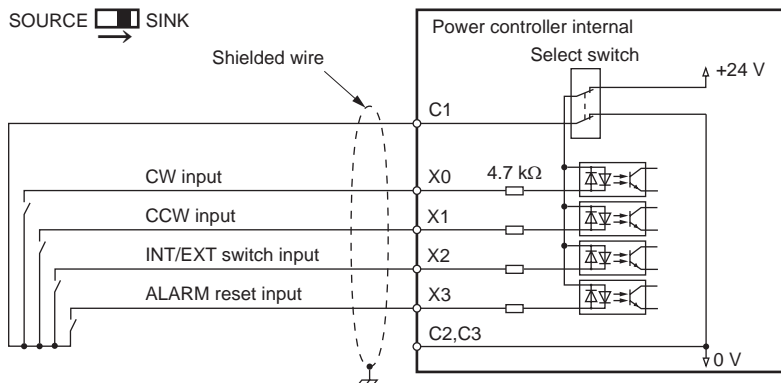 SOURCE SINK
Power controller internal
Shielded wire
Select switch
+24 V
C1
CW input
X0
4.7 kΩ
CCW input
X1
INT/EXT switch input
X2
ALARM reset input
X3
C2,C3
0 V